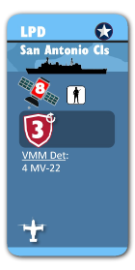 LPD
San Antonio Cls
8
3
VMM Det:
4 MV-22